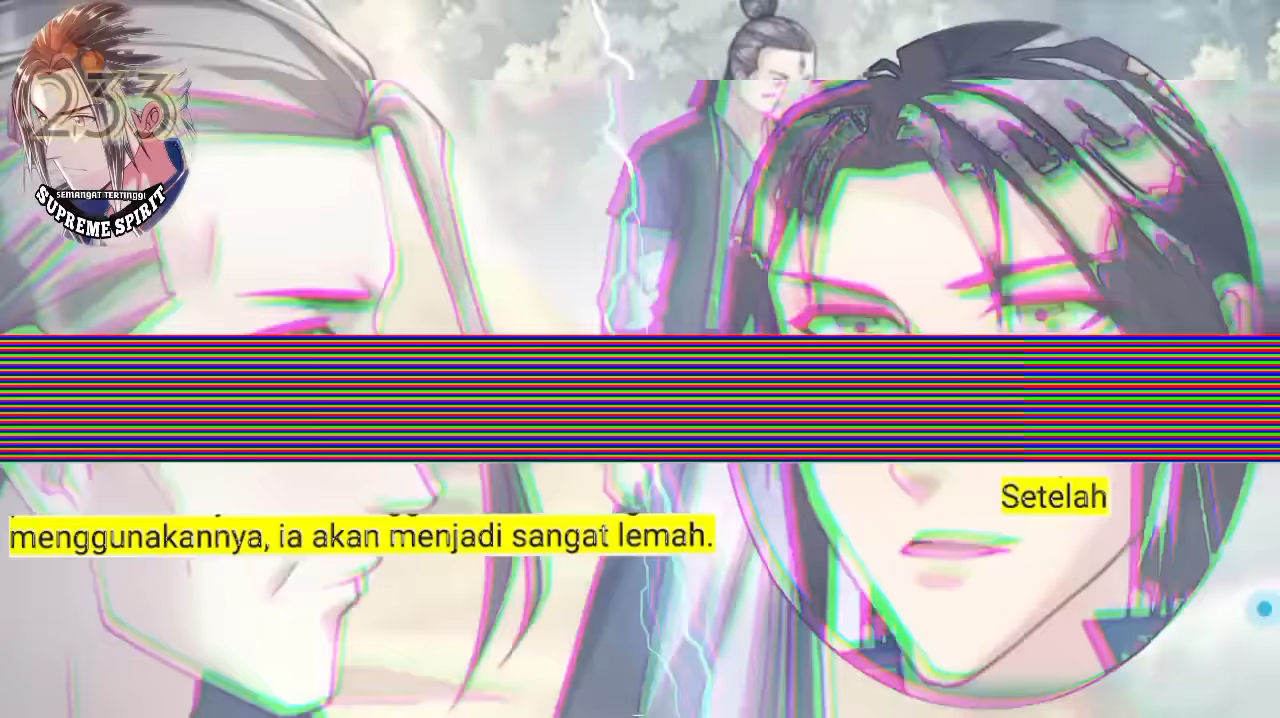 233
SEMANGAT TERTINGGI
SUPREME SPIRIT
Setelah
menggunakannya, ia akan menjadi sangat lemah.